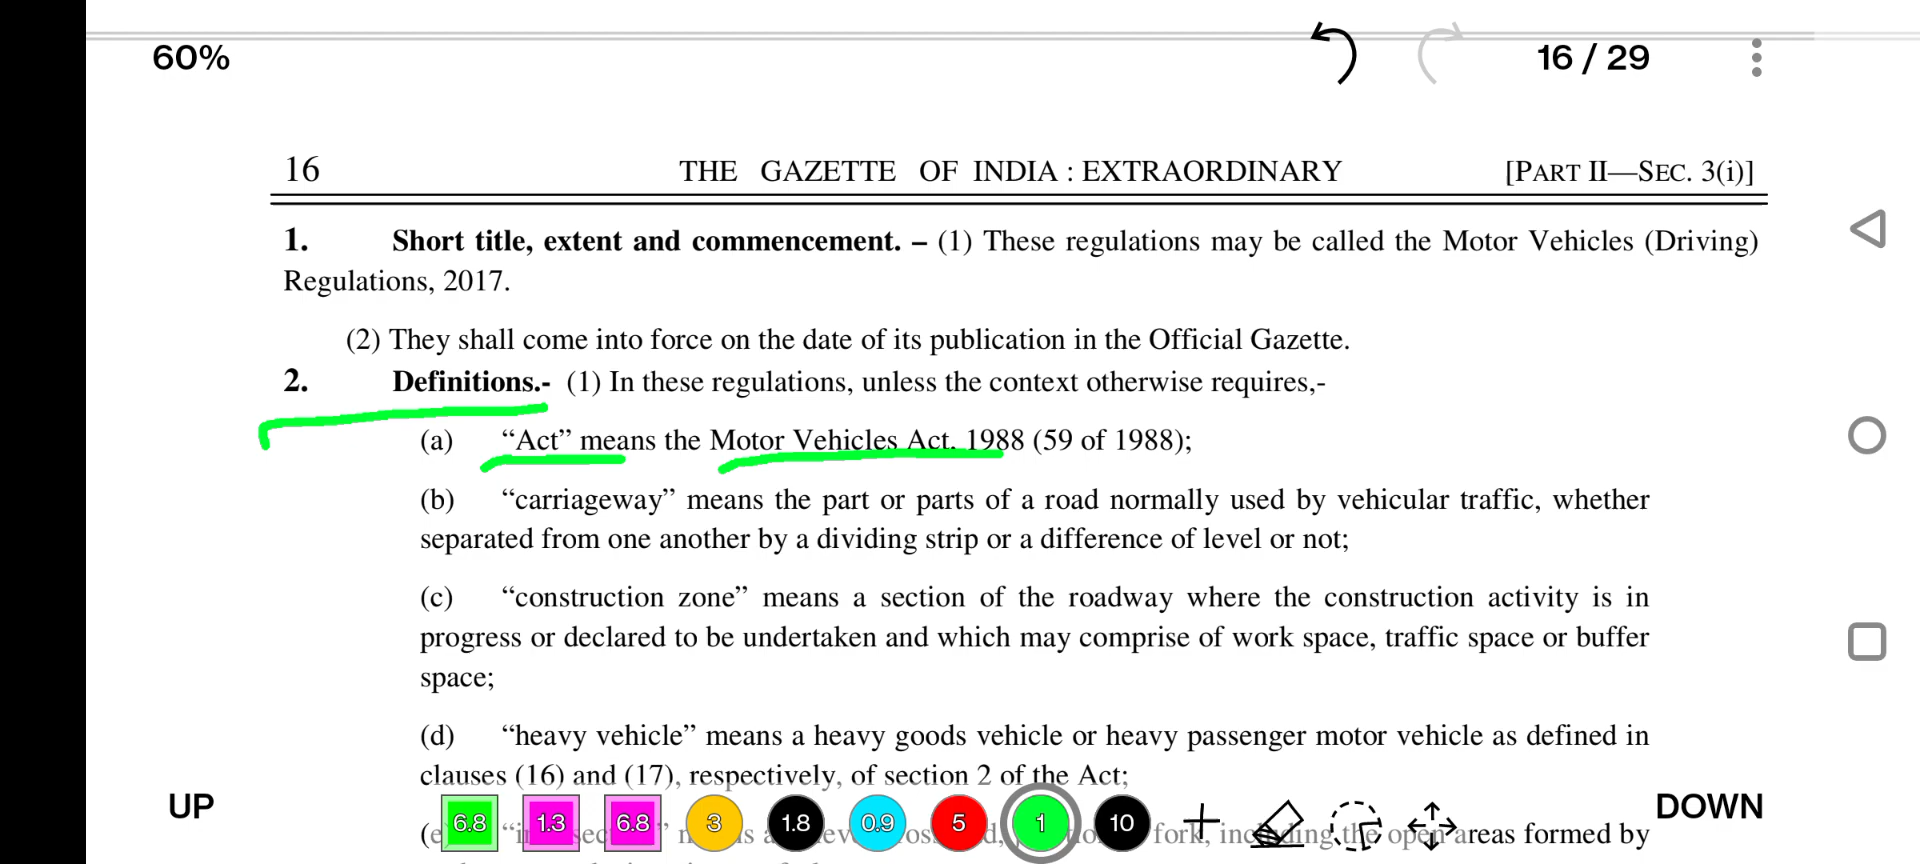 60%
16 / 29
16 THE GAZETTE OF INDIA : EXTRAORDINARY [PART II—SEC. 3(i)]
1. Short title, extent and commencement. – (1) These regulations may be called the Motor Vehicles (Driving)
Regulations, 2017.
(2) They shall come into force on the date of its publication in the Official Gazette.
2. Definitions.- (1) In these regulations, unless the context otherwise requires,-
(a) “Act” means the Motor Vehicles Act, 1988 (59 of 1988);
(b) “carriageway” means the part or parts of a road normally used by vehicular traffic, whether
separated from one another by a dividing strip or a difference of level or not;
(c) “construction zone” means a section of the roadway where the construction activity is in
progress or declared to be undertaken and which may comprise of work space, traffic space or buffer
space;
(d) “heavy vehicle” means a heavy goods vehicle or heavy passenger motor vehicle as defined in
clauses (16) and (17), respectively, of section 2 of the Act;
UP 6.8 1.3 6.8 3 1.8 0.9 5 1 10 DOWN
fork, including the open areas formed by